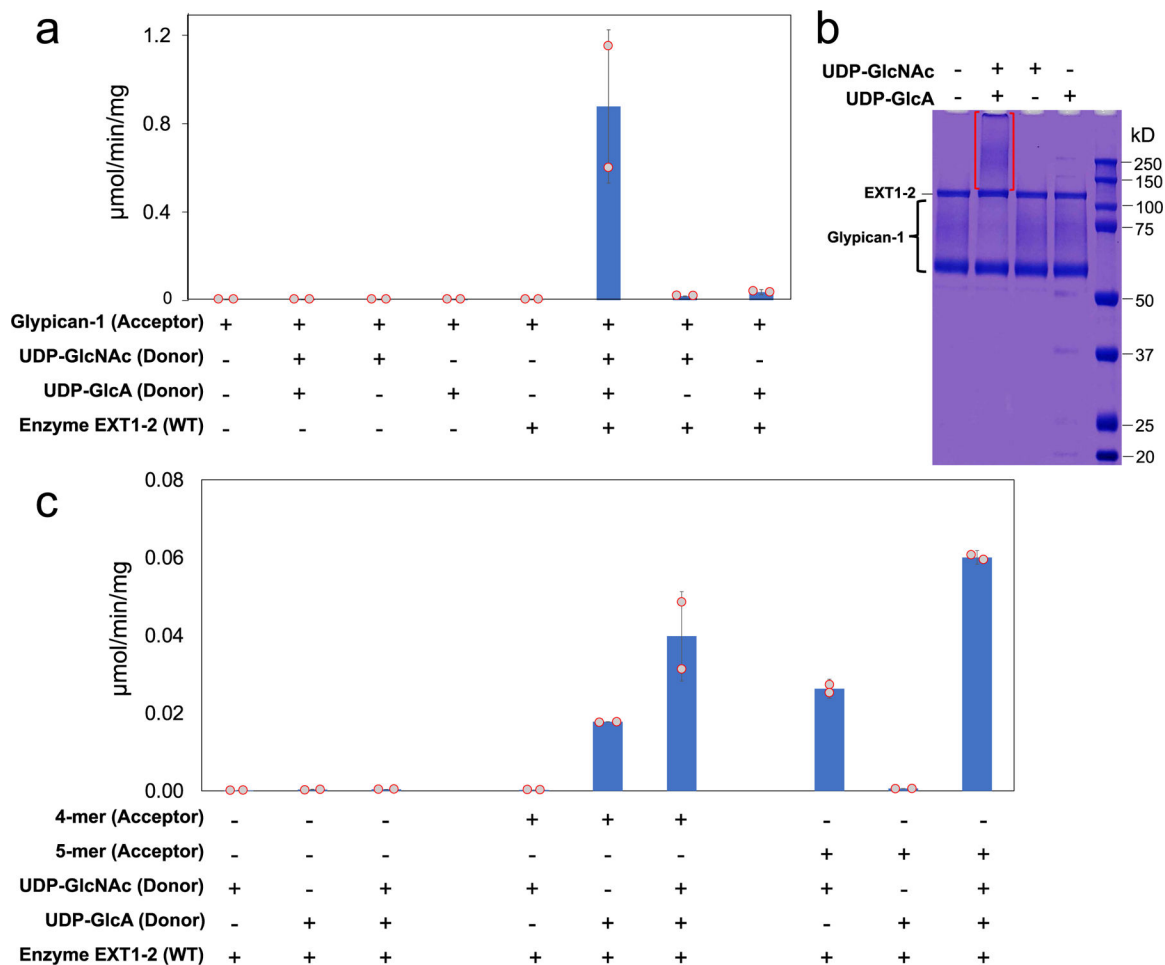 a
1.2
0.8
0.4
0
µmol/min/mg
Glypican-1 (Acceptor) + + + + + + + +
UDP-GlcNAc (Donor) - + + - - + + -
UDP-GlcA (Donor) - + - + - + - +
Enzyme EXT1-2 (WT) - - - - + + + +
b
UDP-GlcNAc - + + -
UDP-GlcA - + - +
kD
250
150
EXT1-2
100
Glypican-1
75
50
37
25
20
c
0.08
0.06
0.04
0.02
0.00
µmol/min/mg
4-mer (Acceptor) - - - + + + - - -
5-mer (Acceptor) - - - - - - + + +
UDP-GlcNAc (Donor) + - + + - + + - +
UDP-GlcA (Donor) - + + - + + - + +
Enzyme EXT1-2 (WT) + + + + + + + + +